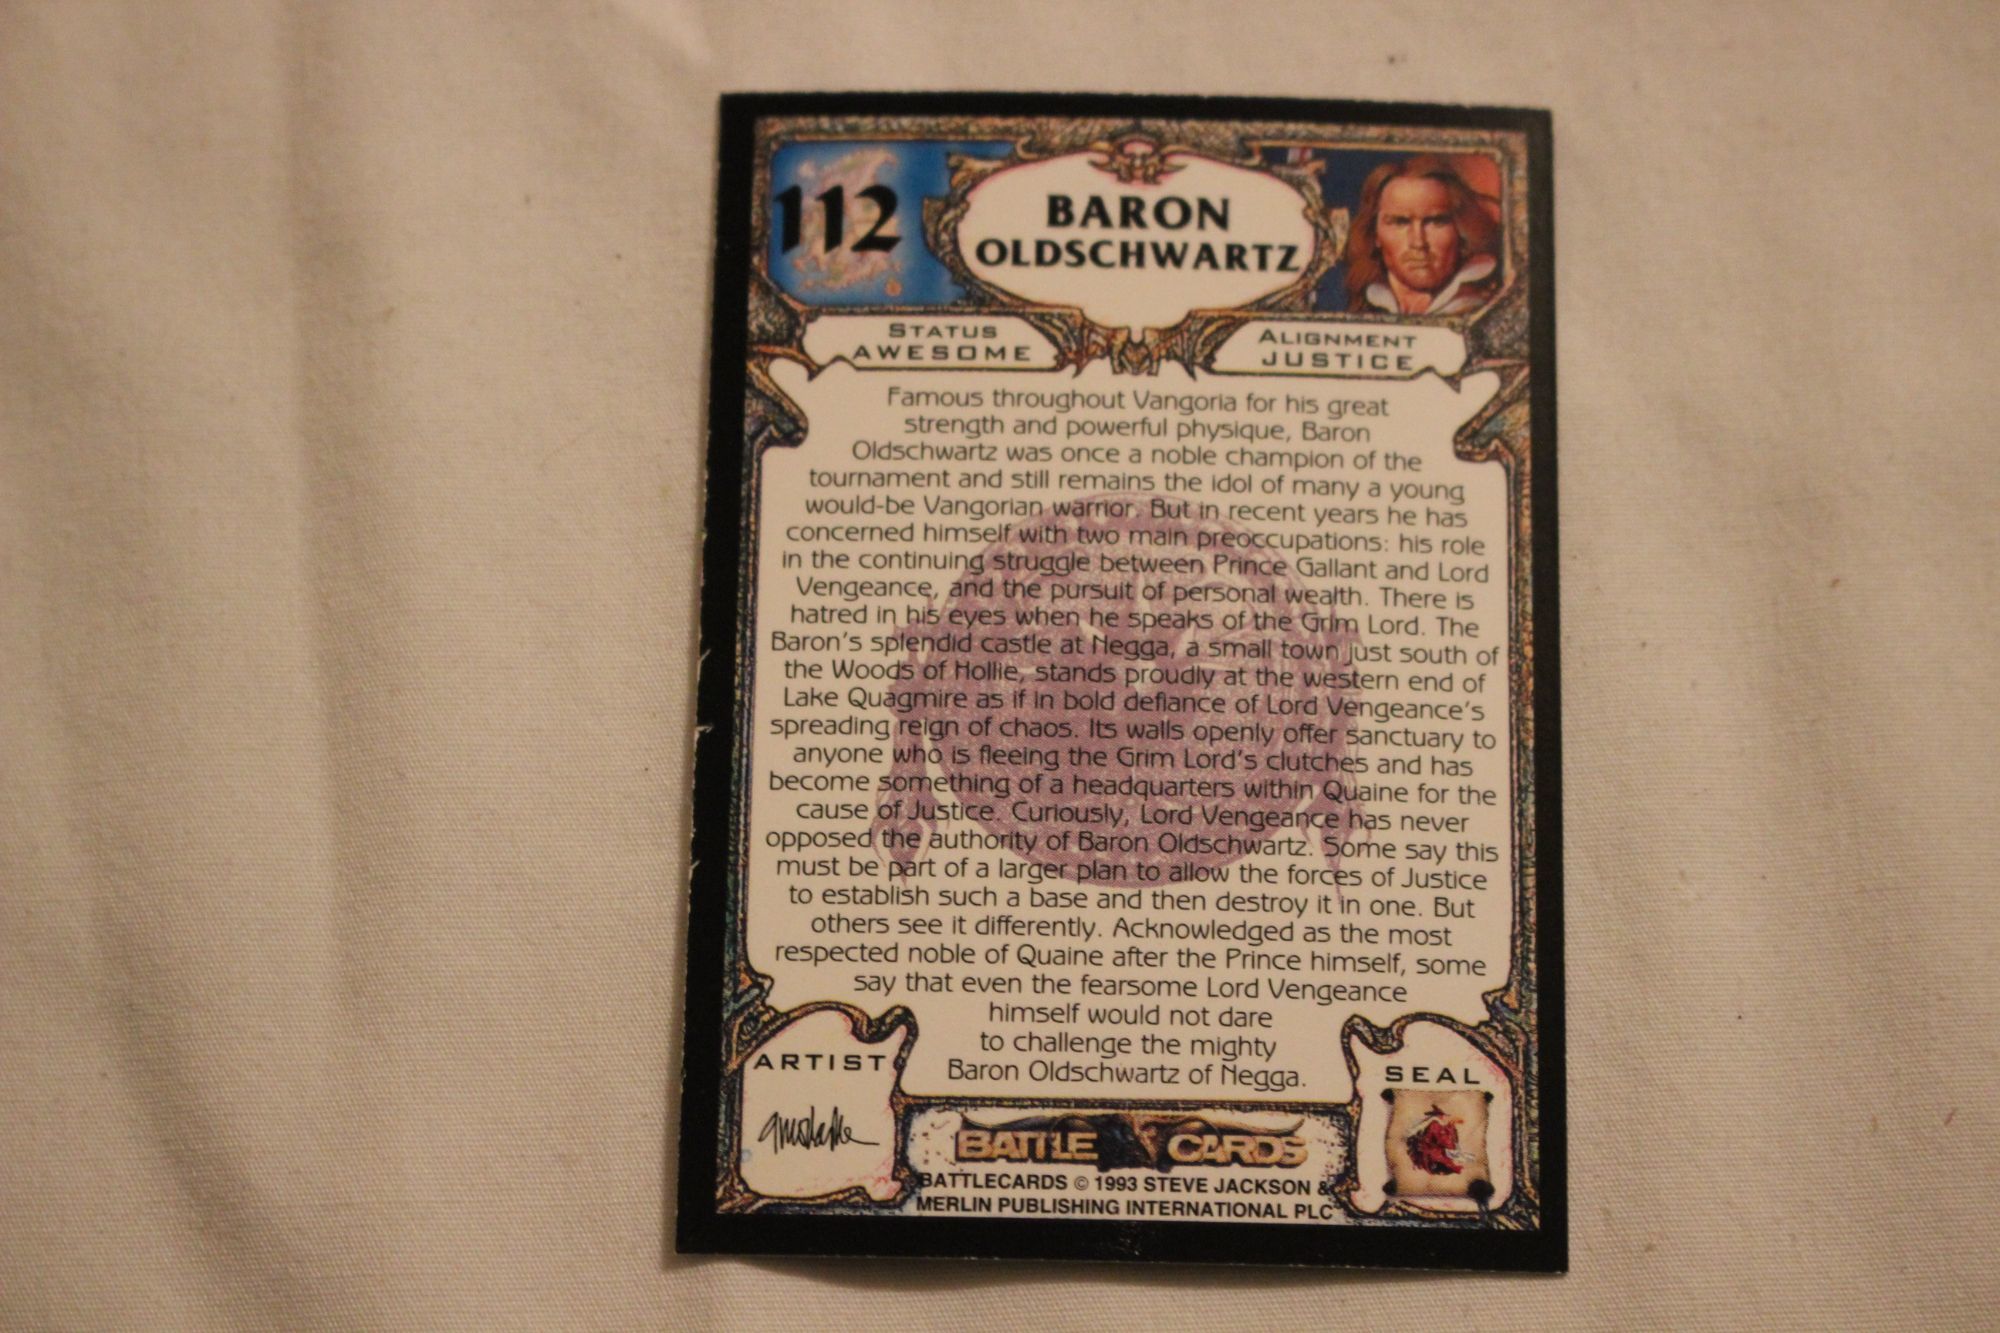 112
BARON
OLDSCHWARTZ
STATUS
AWESOME
ALIGNMENT
JUSTICE
Famous throughout Vangoria for his great
strength and powerful physique, Baron
Oldschwartz was once a noble champion of the
tournament and still remains the idol of many a young
would-be Vangorian warrior. But in recent years he has
concerned himself with two main preoccupations: his role
in the continuing struggle between Prince Gallant and Lord
Vengeance, and the pursuit of personal wealth. There is
hatred in his eyes when he speaks of the Grim Lord. The
Baron's splendid castle at Negga, a small town just south of
the Woods of Hollie, stands proudly at the western end of
Lake Quagmire as if in bold defiance of Lord Vengeance's
spreading reign of chaos. Its walls openly offer sanctuary to
anyone who is fleeing the Grim Lord's clutches and has
become something of a headquarters within Quaine for the
cause of Justice. Curiously, Lord Vengeance has never
opposed the authority of Baron Oldschwartz. Some say this
must be part of a larger plan to allow the forces of Justice
to establish such a base and then destroy it in one. But
others see it differently. Acknowledged as the most
respected noble of Quaine after the Prince himself, some
say that even the fearsome Lord Vengeance
himself would not dare
to challenge the mighty
Baron Oldschwartz of Negga.
ARTIST
SEAL
BATTLE CARDS
BATTLECARDS © 1993 STEVE JACKSON &
MERLIN PUBLISHING INTERNATIONAL PLC